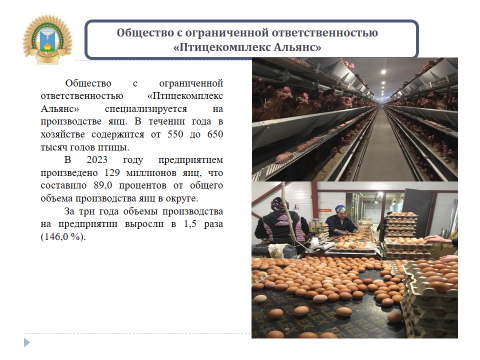 Общество с ограниченной ответственностью
«Птицекомплекс Альянс»
Общество с ограниченной
ответственностью «Птицекомплекс
Альянс» специализируется на
производстве яиц. В течении года в
хозяйстве содержится от 550 до 650
тысяч голов птицы.
В 2023 году предприятием
произведено 129 миллионов яиц, что
составило 89,0 процентов от общего
объема производства яиц в округе.
За три года объемы производства
на предприятии выросли в 1,5 раза
(146,0 %).